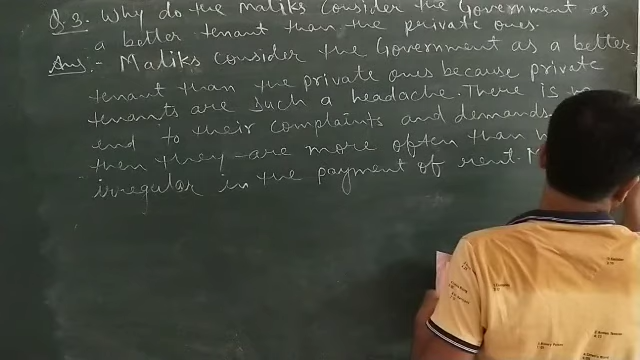 Q.3. Why do the Maliks consider the Government as
a better tenant than the private ones.
Ans:- Maliks consider the Government as a better
tenant than the private ones because private
tenants are such a headache. There is
end to their complaints and demands.
then they are more often than
irregular in the payment of rent.